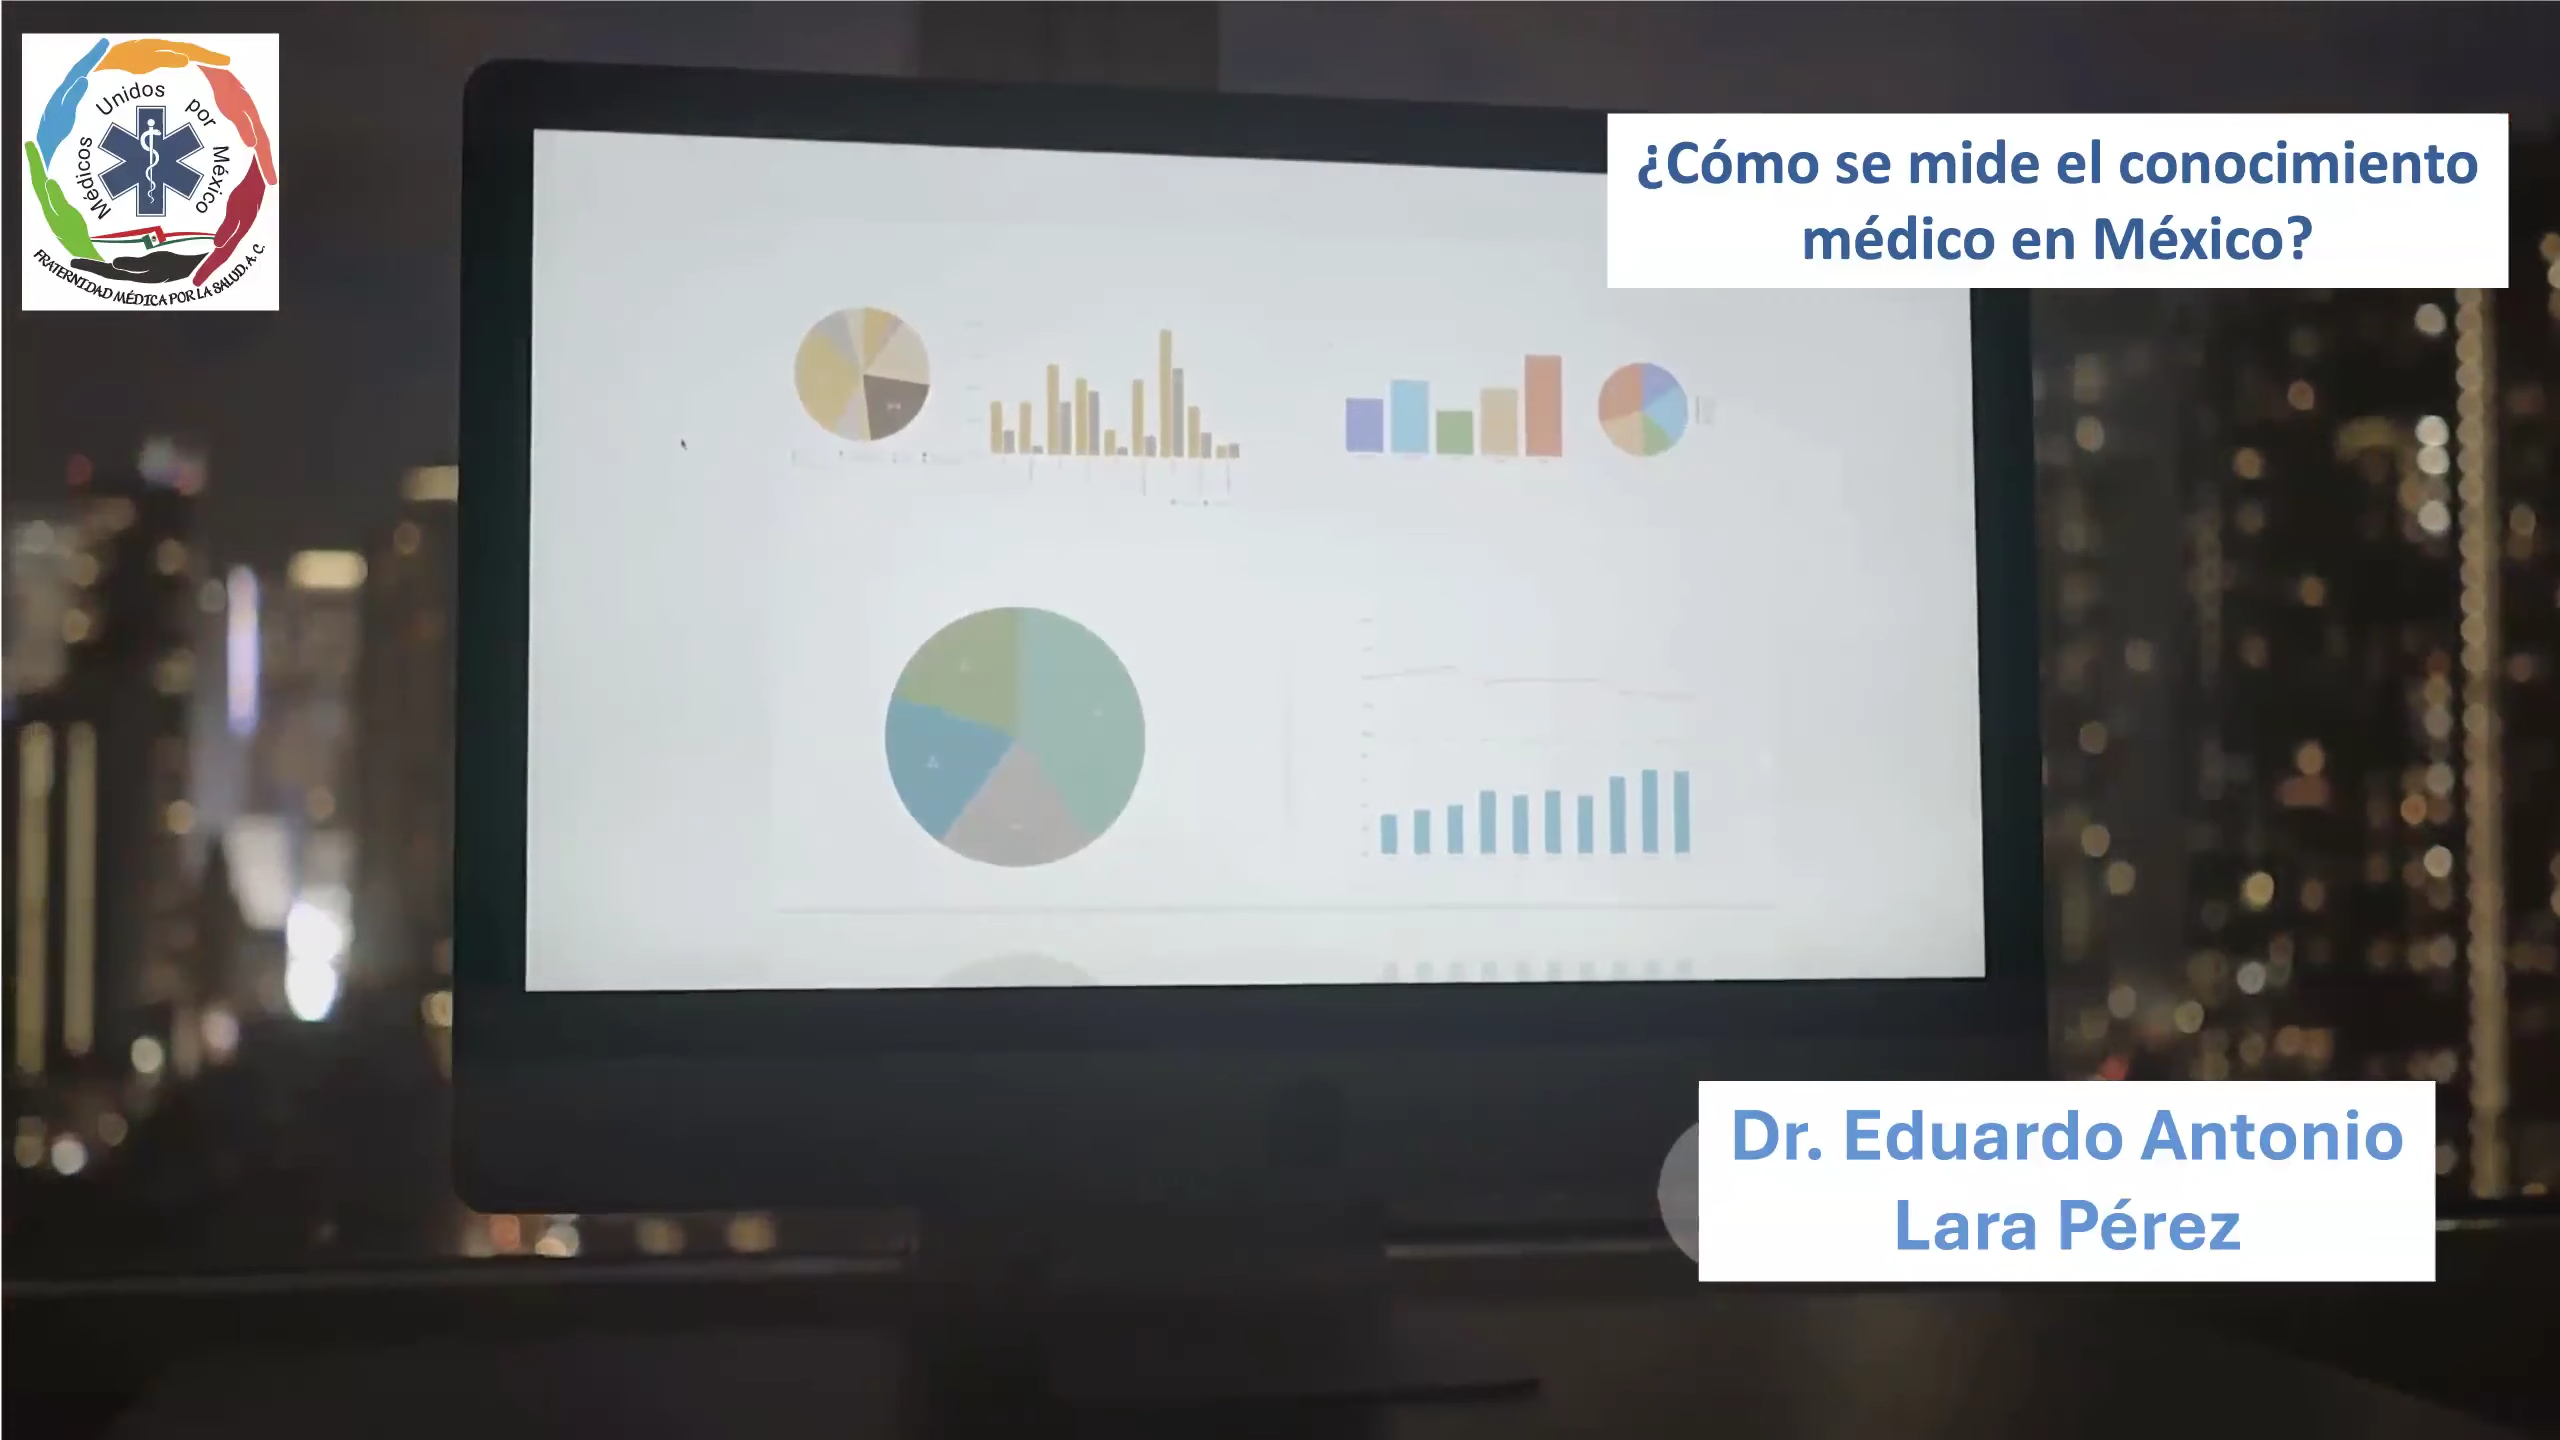 Médicos Unidos por México
FRATERNIDAD MÉDICA POR LA SALUD, A. C.
¿Cómo se mide el conocimiento
médico en México?
Dr. Eduardo Antonio
Lara Pérez